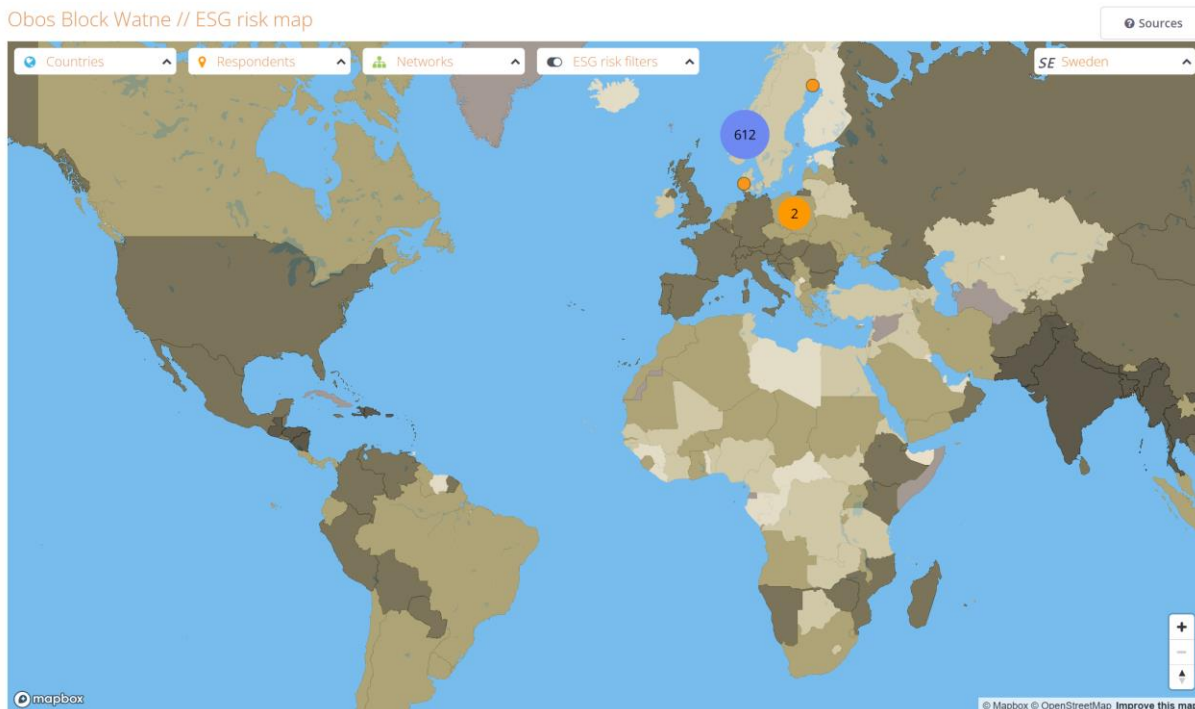 Obos Block Watne // ESG risk map
Sources
Countries
Respondents
Networks
ESG risk filters
SE Sweden
612
2
mapbox
© Mapbox © OpenStreetMap Improve this map